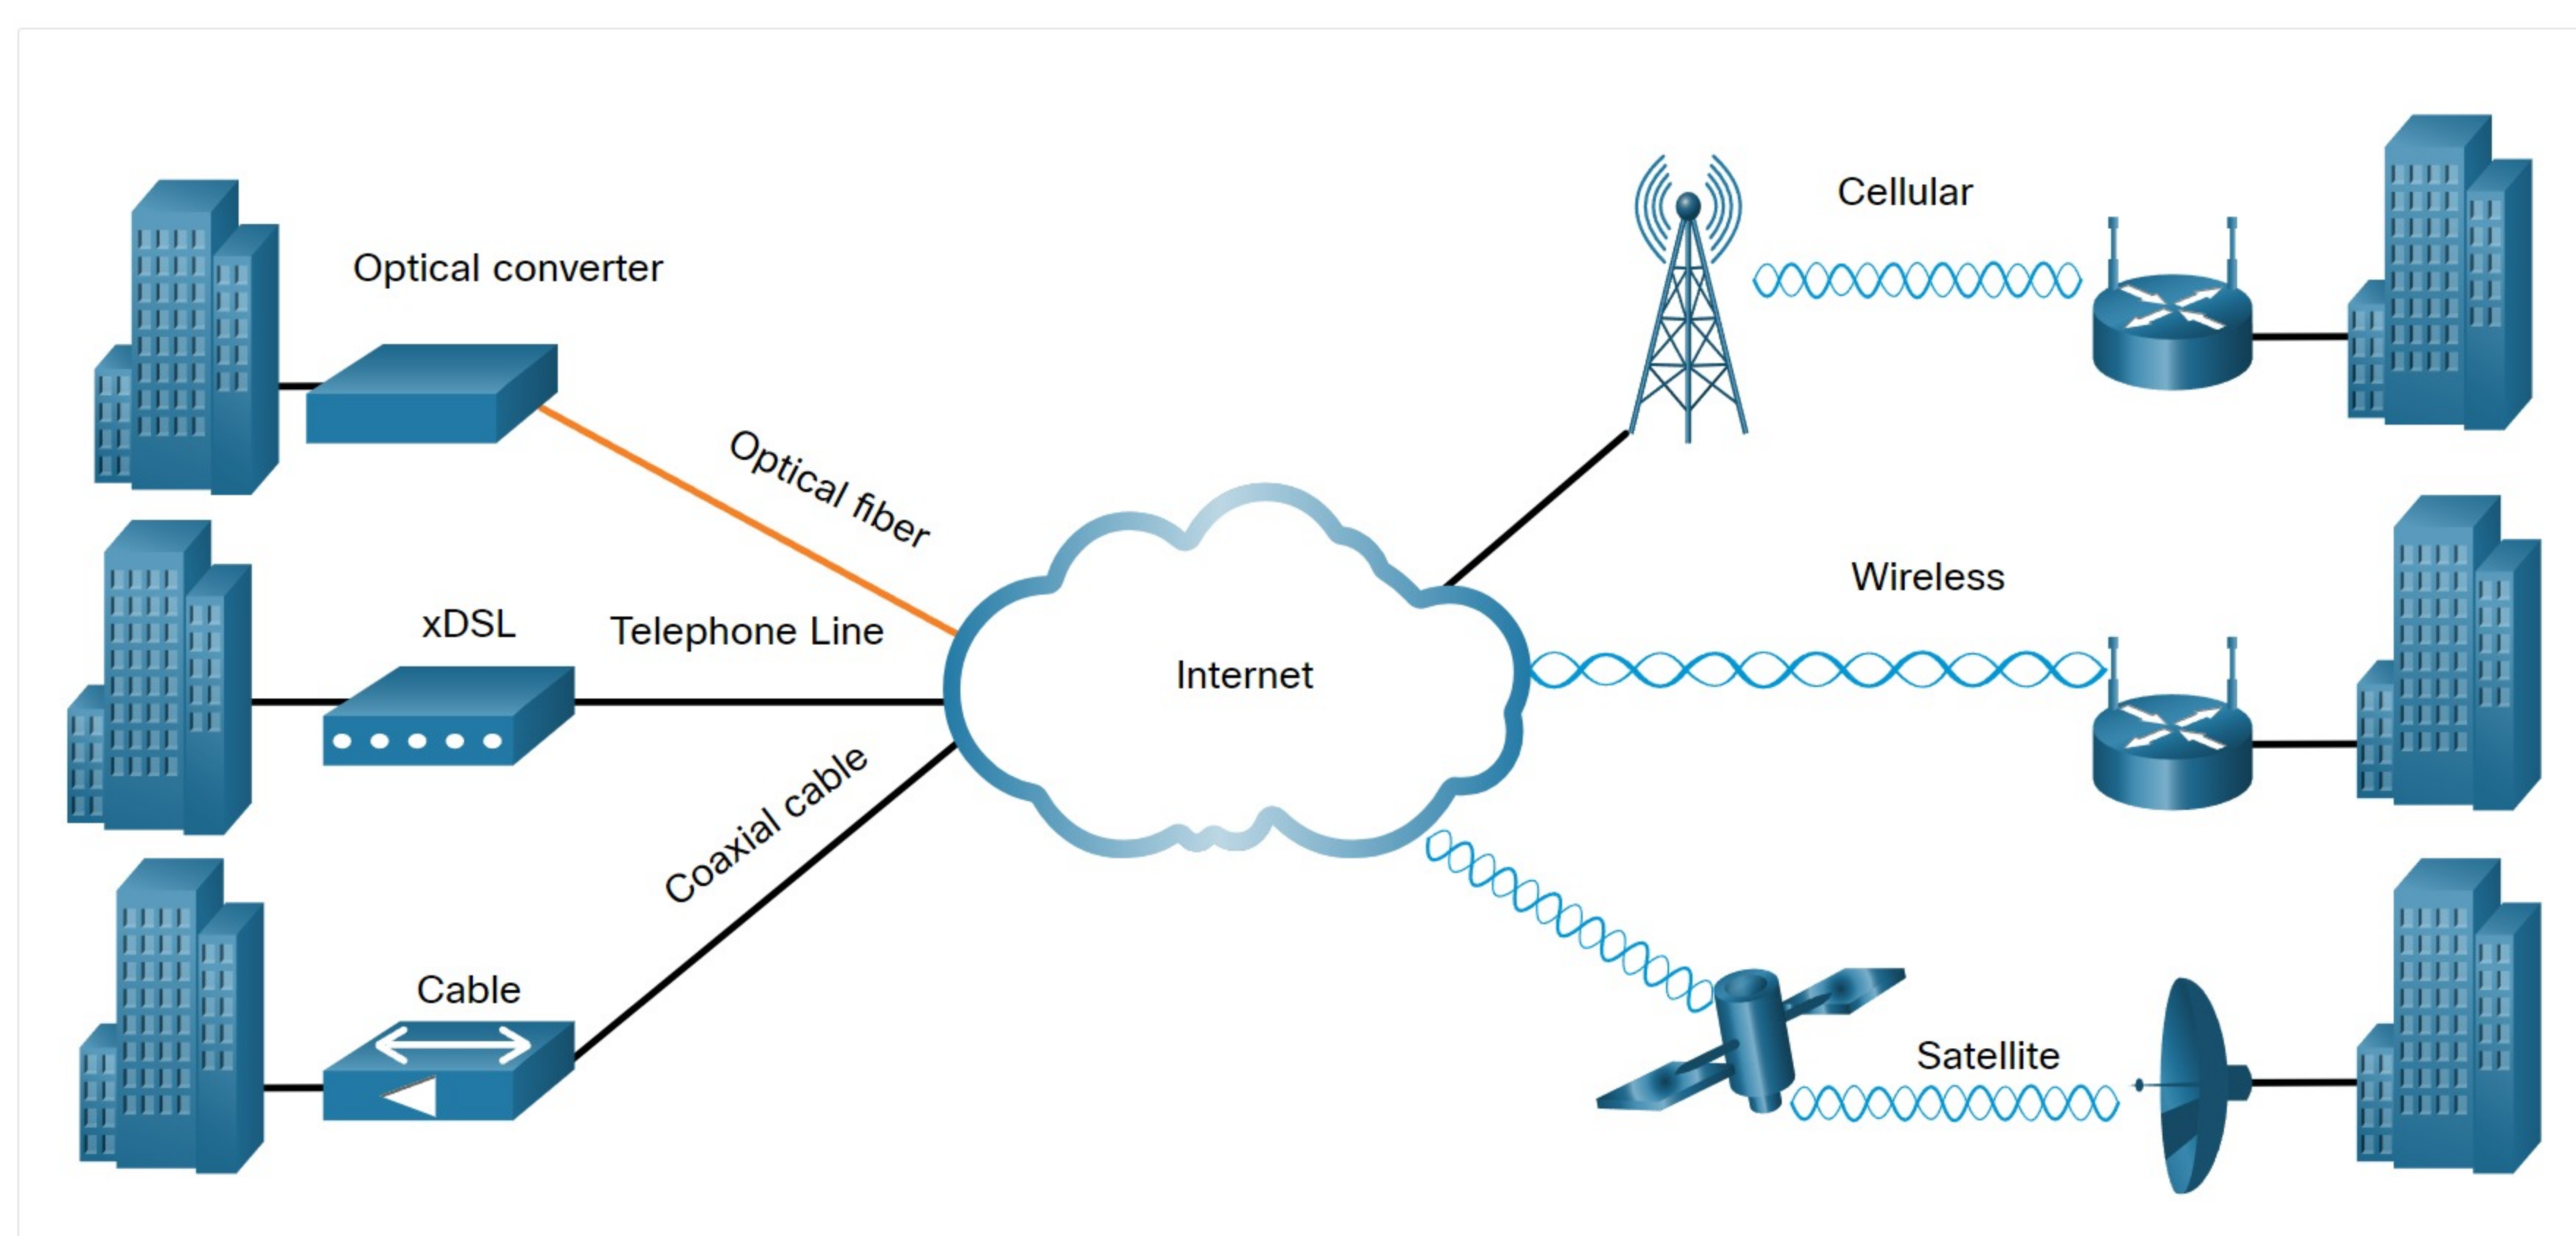 Cellular
Optical converter
Optical fiber
Wireless
xDSL
Telephone Line
Internet
Coaxial cable
Cable
Satellite